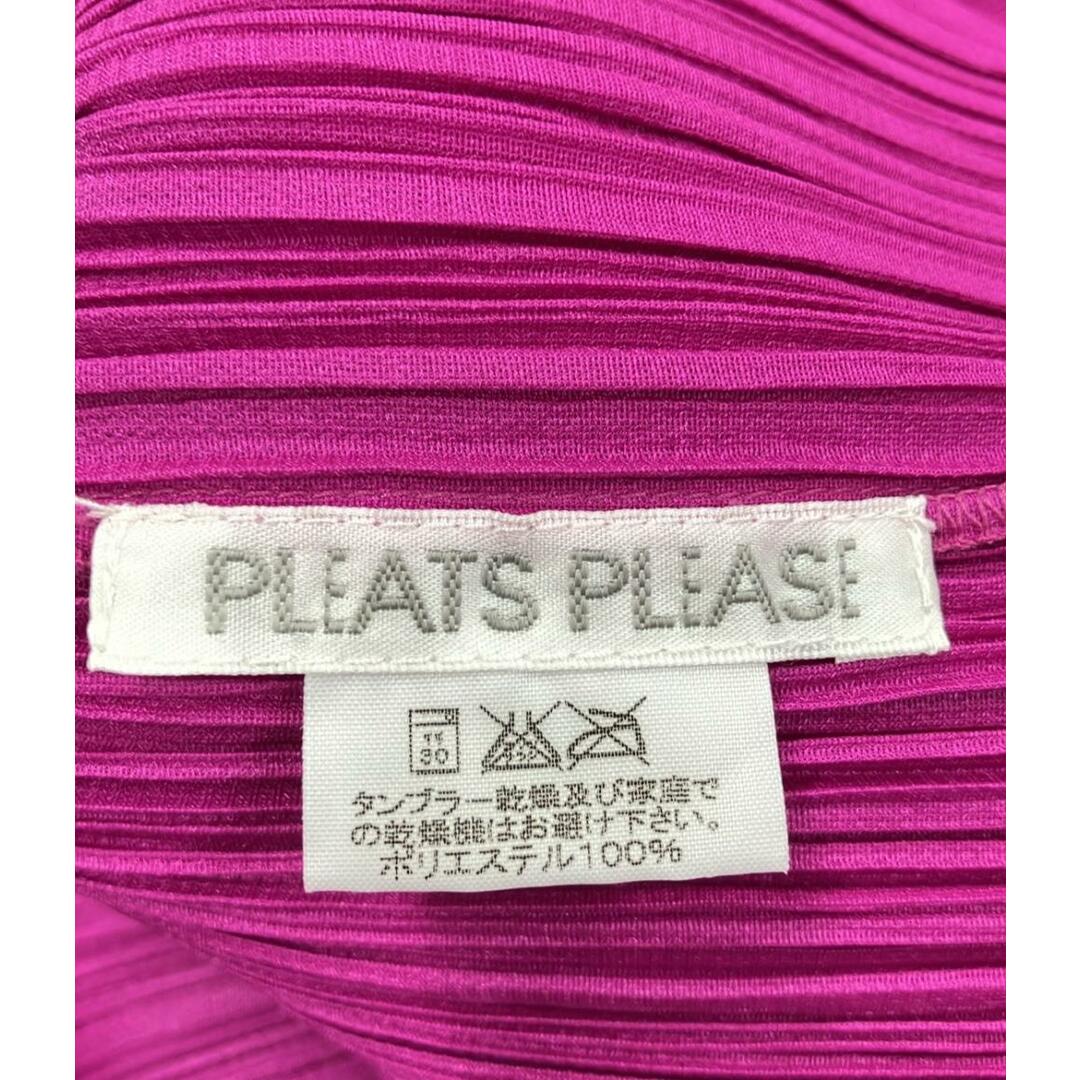 PLEATS PLEASE
30
タンブラー乾燥及び家庭で
の乾燥機はお避け下さい。
ポリエステル100%